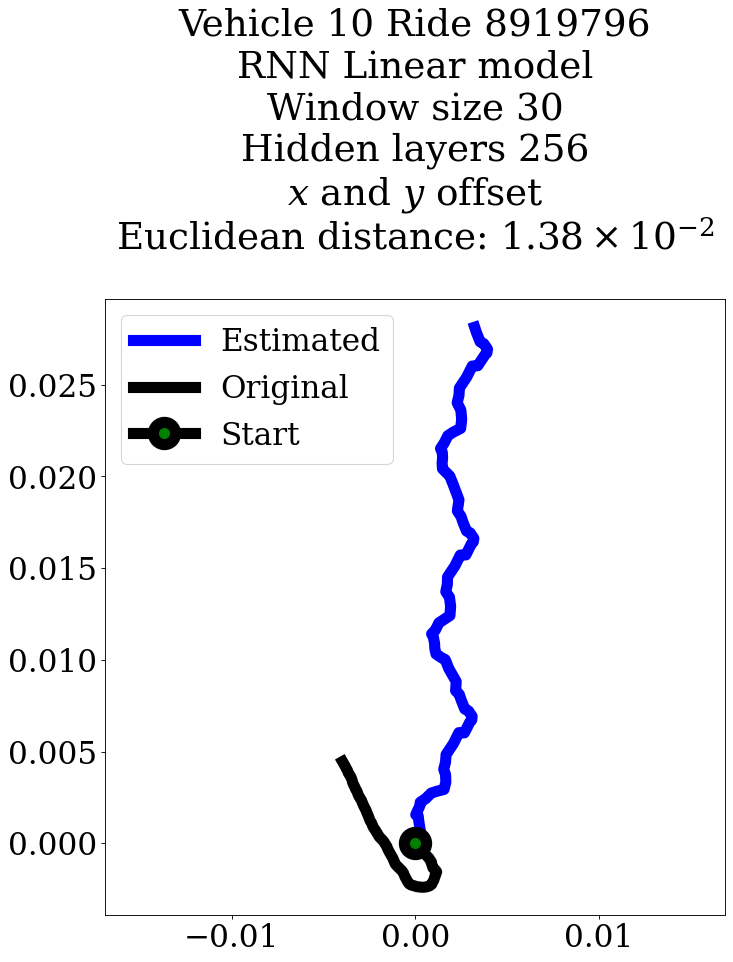 Vehicle 10 Ride 8919796
RNN Linear model
Window size 30
Hidden layers 256
x and y offset
Euclidean distance: 1.38 × 10⁻²
Estimated
Original
Start
0.025
0.020
0.015
0.010
0.005
0.000
−0.01
0.00
0.01